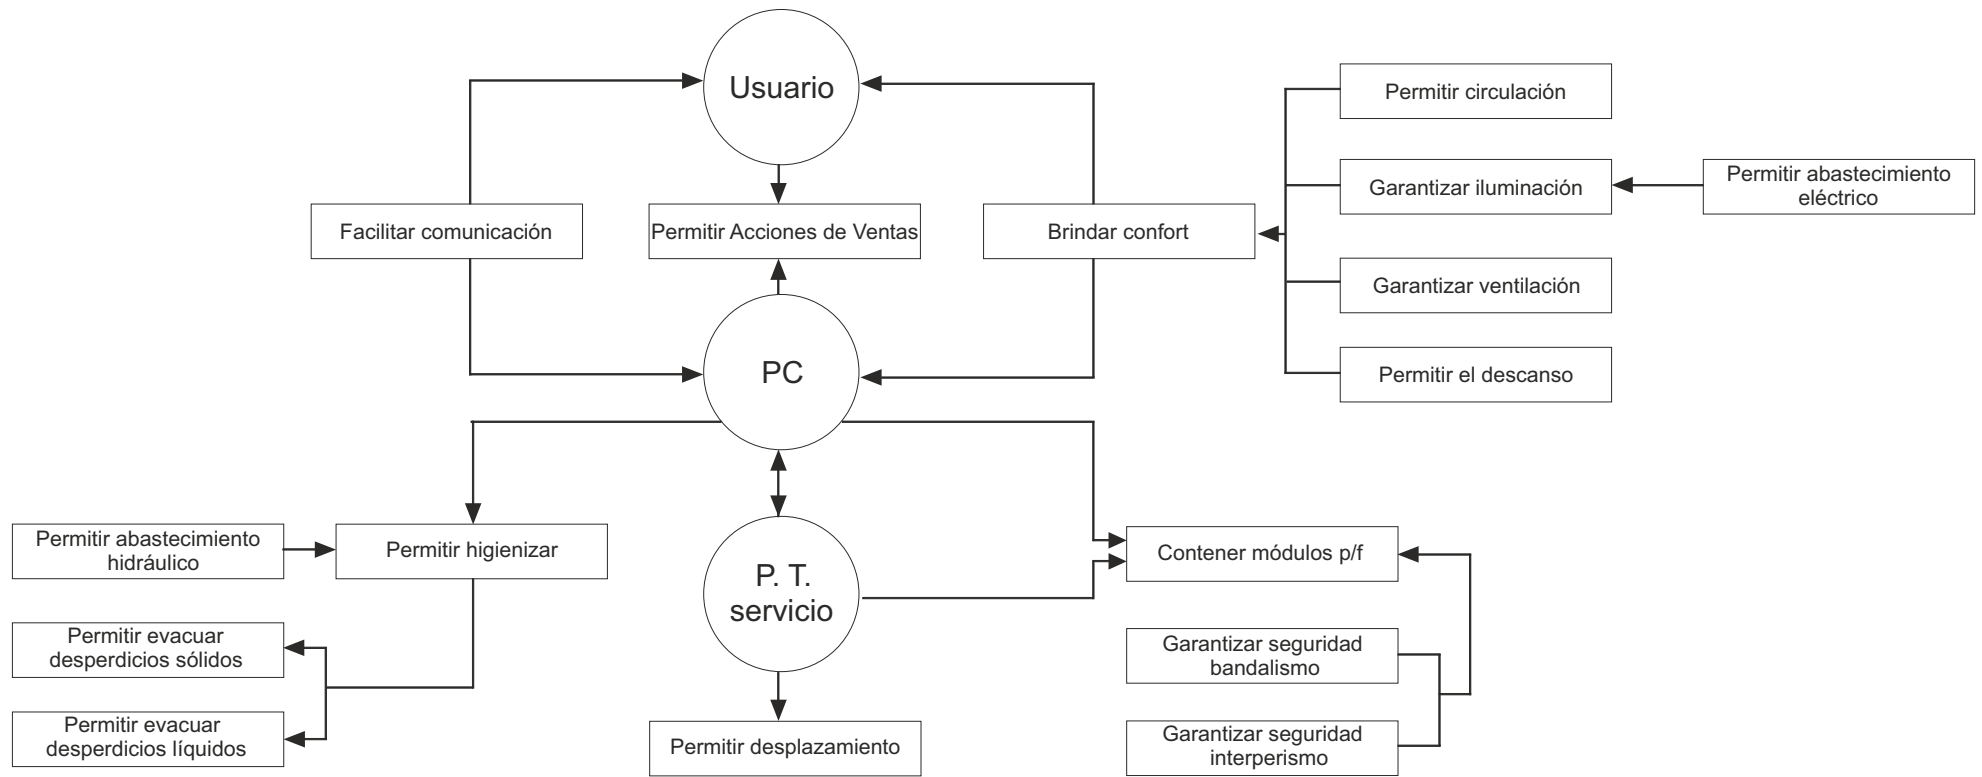 Usuario
Permitir circulación
Garantizar iluminación
Permitir abastecimiento
eléctrico
Facilitar comunicación
Permitir Acciones de Ventas
Brindar confort
Garantizar ventilación
PC
Permitir el descanso
Permitir abastecimiento
hidráulico
Permitir higienizar
P. T.
servicio
Contener módulos p/f
Permitir evacuar
desperdicios sólidos
Garantizar seguridad
bandalismo
Permitir evacuar
desperdicios líquidos
Permitir desplazamiento
Garantizar seguridad
interperismo